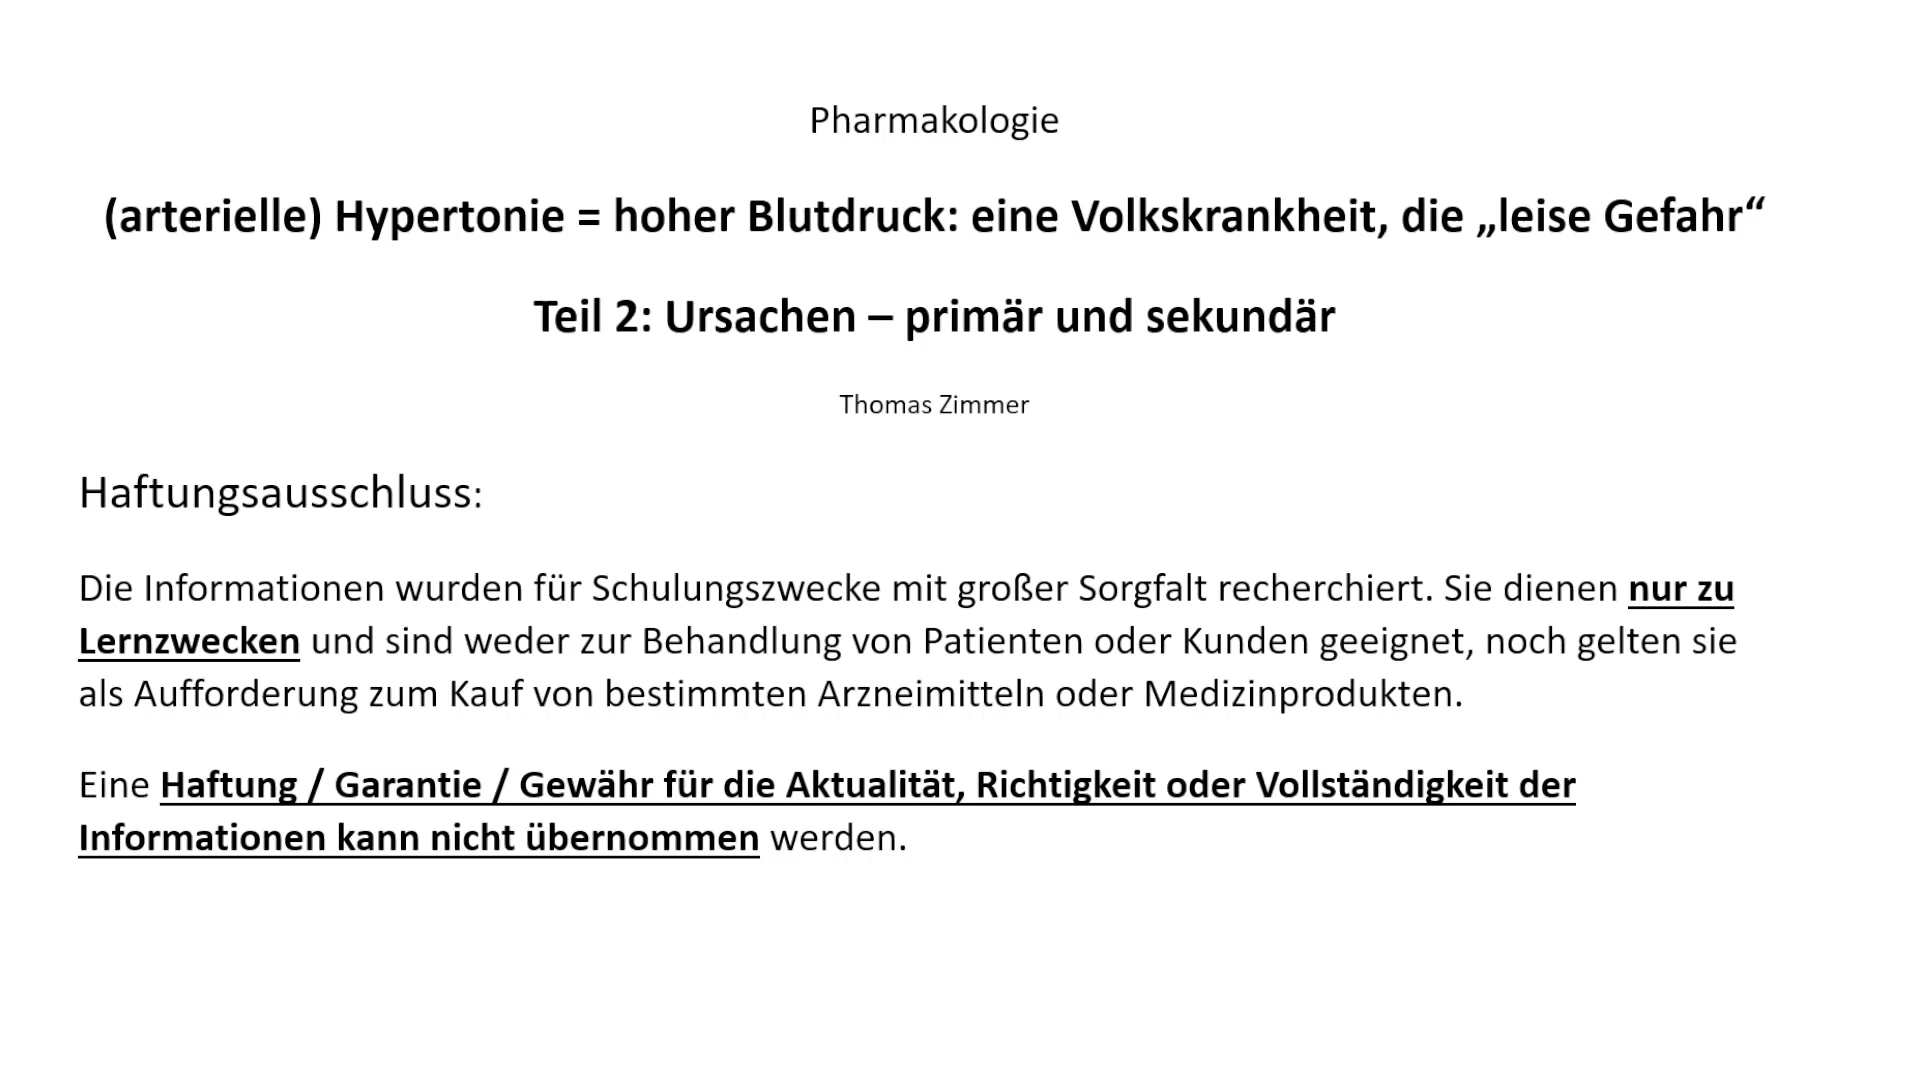 Pharmakologie
(arterielle) Hypertonie = hoher Blutdruck: eine Volkskrankheit, die „leise Gefahr“
Teil 2: Ursachen – primär und sekundär
Thomas Zimmer
Haftungsausschluss:
Die Informationen wurden für Schulungszwecke mit großer Sorgfalt recherchiert. Sie dienen nur zu
Lernzwecken und sind weder zur Behandlung von Patienten oder Kunden geeignet, noch gelten sie
als Aufforderung zum Kauf von bestimmten Arzneimitteln oder Medizinprodukten.
Eine Haftung / Garantie / Gewähr für die Aktualität, Richtigkeit oder Vollständigkeit der
Informationen kann nicht übernommen werden.